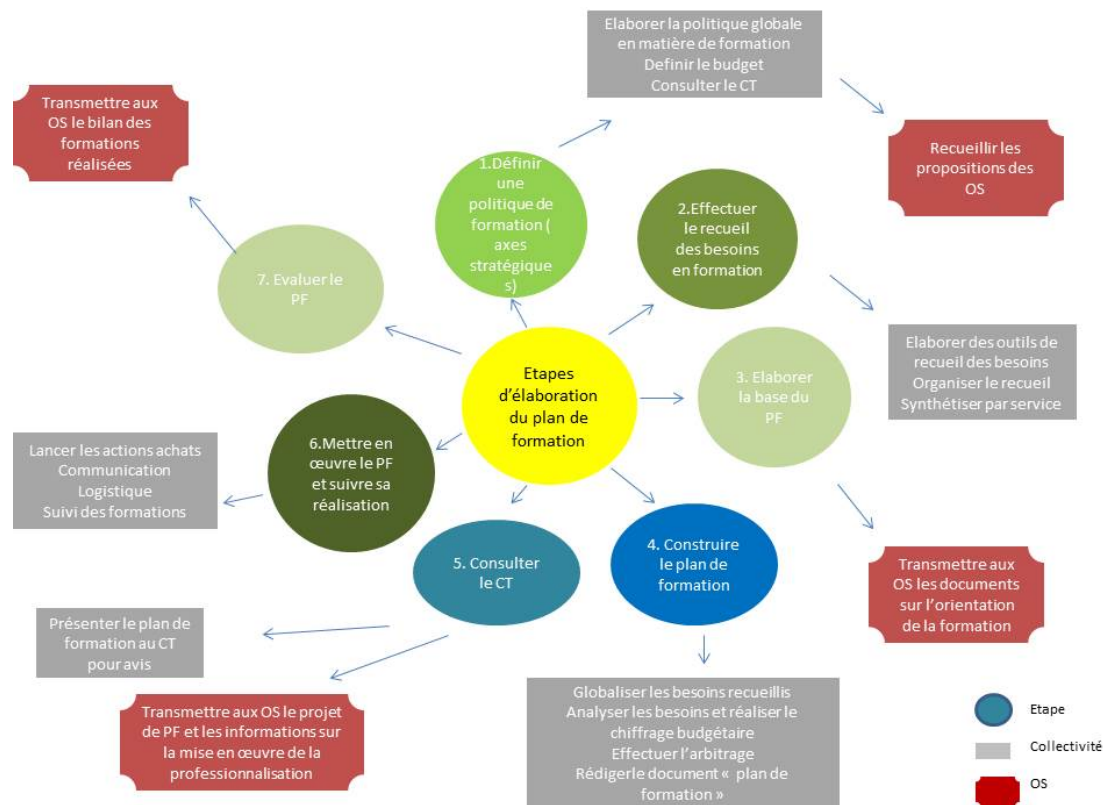 Elaborer la politique globale
en matière de formation
Definir le budget
Consulter le CT
Transmettre aux
OS le bilan des
formations
réalisées
Recueillir les
propositions des
OS
1.Définir
une
politique de
formation (
axes
stratégique
s)
2.Effectuer
le recueil
des besoins
en formation
7. Evaluer le
PF
Elaborer des outils de
recueil des besoins
Organiser le recueil
Synthétiser par service
Etapes
d’élaboration
du plan de
formation
3. Elaborer
la base du
PF
6.Mettre en
œuvre le PF
et suivre sa
réalisation
Lancer les actions achats
Communication
Logistique
Suivi des formations
5. Consulter
le CT
4. Construire
le plan de
formation
Transmettre aux
OS les documents
sur l’orientation
de la formation
Présenter le plan de
formation au CT
pour avis
Transmettre aux OS le projet
de PF et les informations sur
la mise en œuvre de la
professionnalisation
Globaliser les besoins recueillis
Analyser les besoins et réaliser le
chiffrage budgétaire
Effectuer l’arbitrage
Rédigerle document « plan de
formation »
Etape
Collectivité
OS